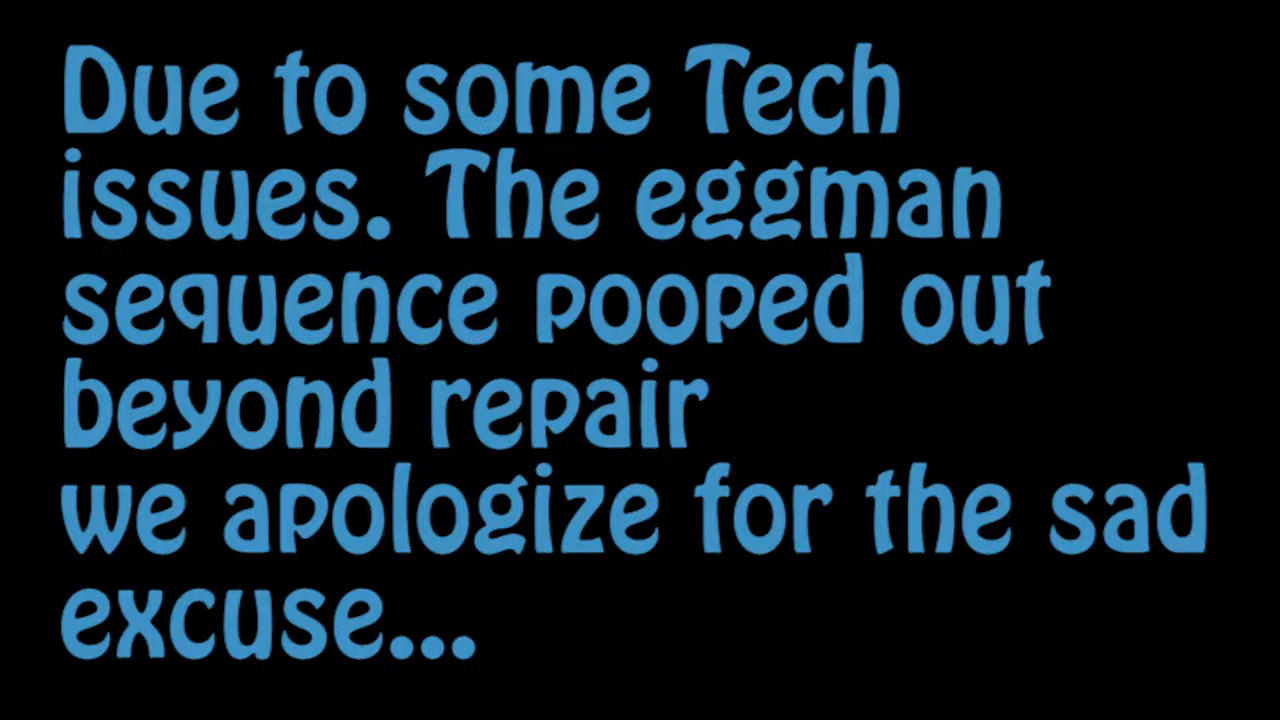 Due to some Tech
issues. The eggman
sequence pooped out
beyond repair
we apologize for the sad
excuse...